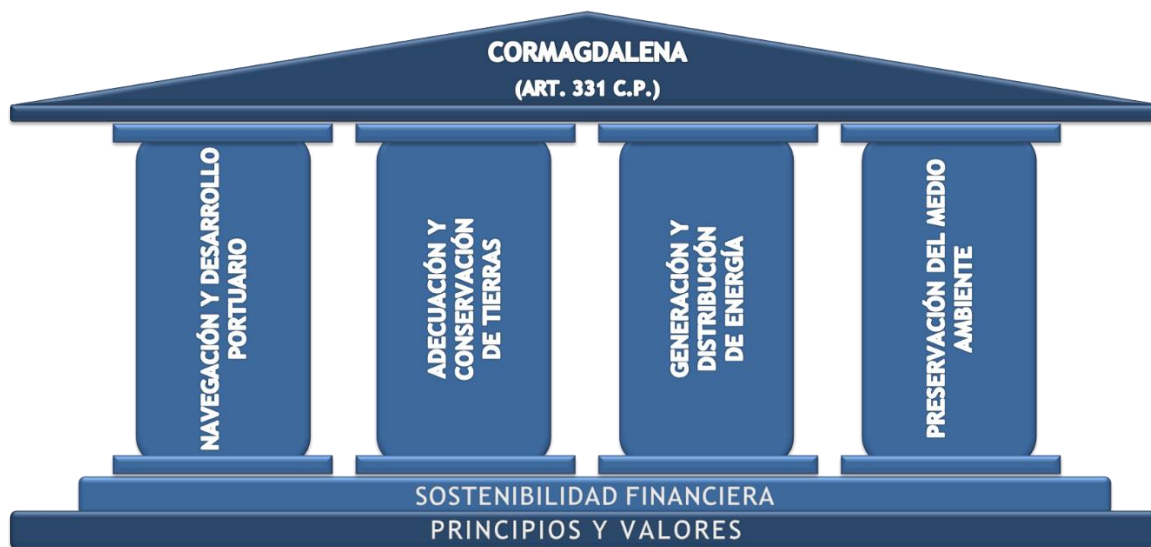 CORMAGDALENA
(ART. 331 C.P.)
NAVEGACIÓN Y DESARROLLO
PORTUARIO
ADECUACIÓN Y
CONSERVACIÓN
DE TIERRAS
GENERACIÓN Y
DISTRIBUCIÓN
DE ENERGÍA
PRESERVACIÓN DEL MEDIO
AMBIENTE
SOSTENIBILIDAD FINANCIERA
PRINCIPIOS Y VALORES